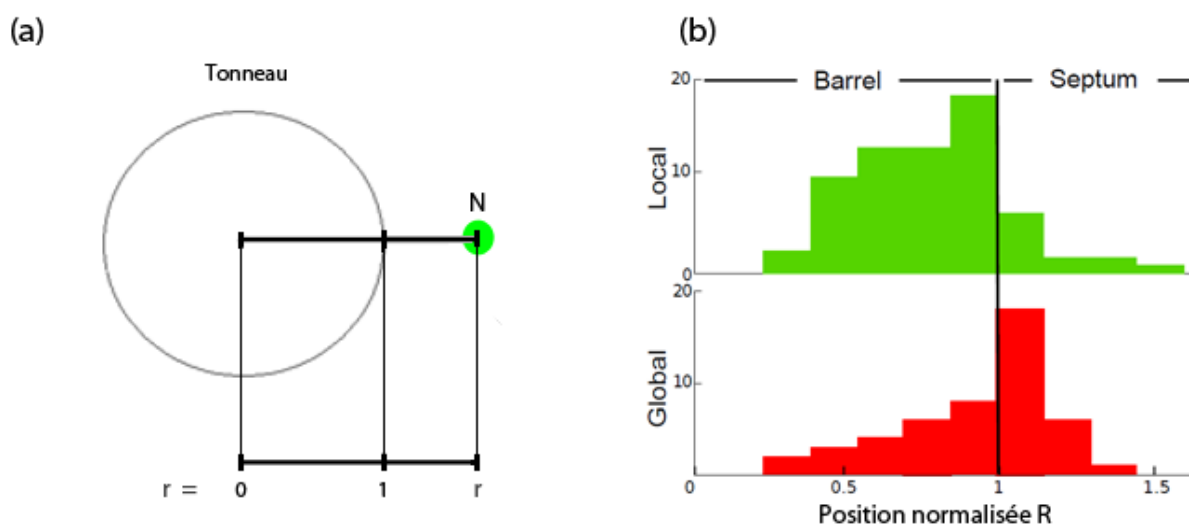 (a)
Tonneau
N
r = 0 1 r
(b)
Barrel Septum
20
Local
10
0
20
Global
10
0 0.5 1 1.5
Position normalisée R